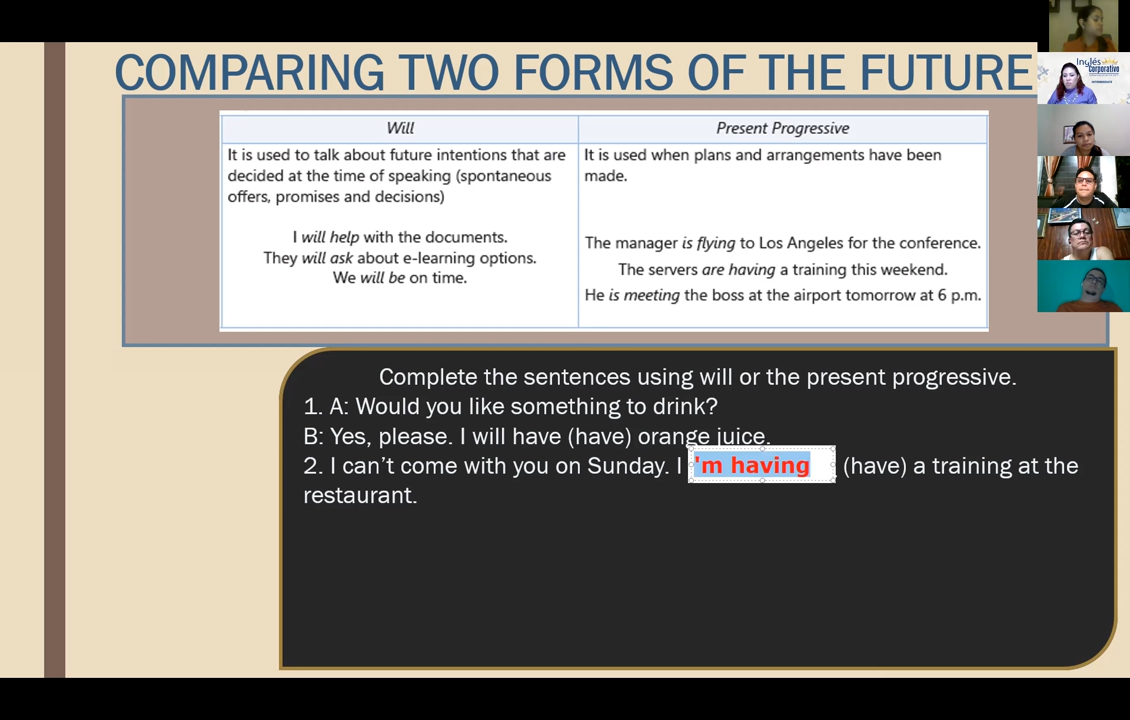 COMPARING TWO FORMS OF THE FUTURE
Will
Present Progressive
It is used to talk about future intentions that are
decided at the time of speaking (spontaneous
offers, promises and decisions)
I will help with the documents.
They will ask about e-learning options.
We will be on time.
It is used when plans and arrangements have been
made.
The manager is flying to Los Angeles for the conference.
The servers are having a training this weekend.
He is meeting the boss at the airport tomorrow at 6 p.m.
Complete the sentences using will or the present progressive.
1. A: Would you like something to drink?
B: Yes, please. I will have (have) orange juice.
2. I can’t come with you on Sunday. I 'm having (have) a training at the
restaurant.
Inglés
Corporativo